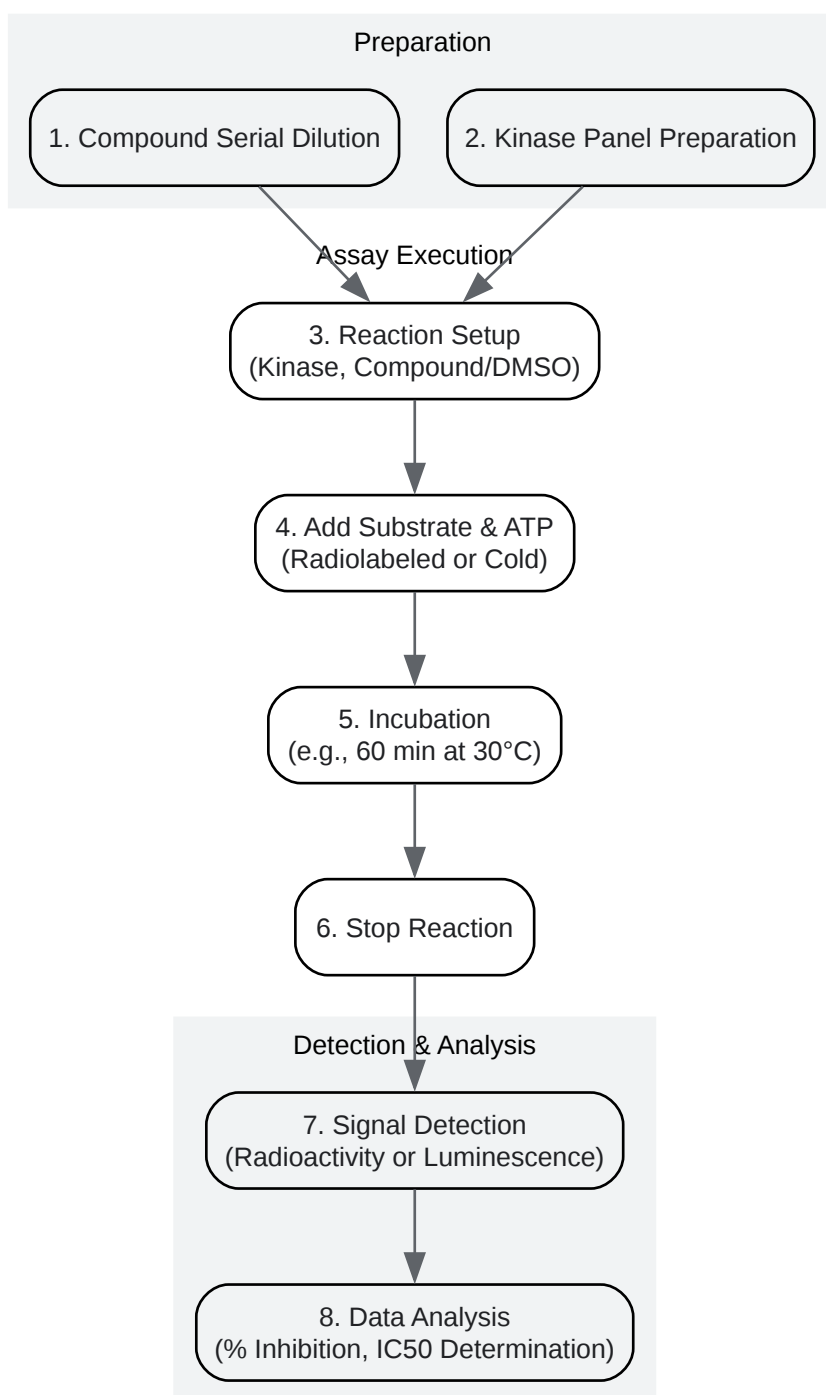 Preparation
1. Compound Serial Dilution
2. Kinase Panel Preparation
Assay Execution
3. Reaction Setup
(Kinase, Compound/DMSO)
4. Add Substrate & ATP
(Radiolabeled or Cold)
5. Incubation
(e.g., 60 min at 30°C)
6. Stop Reaction
Detection & Analysis
7. Signal Detection
(Radioactivity or Luminescence)
8. Data Analysis
(% Inhibition, IC50 Determination)